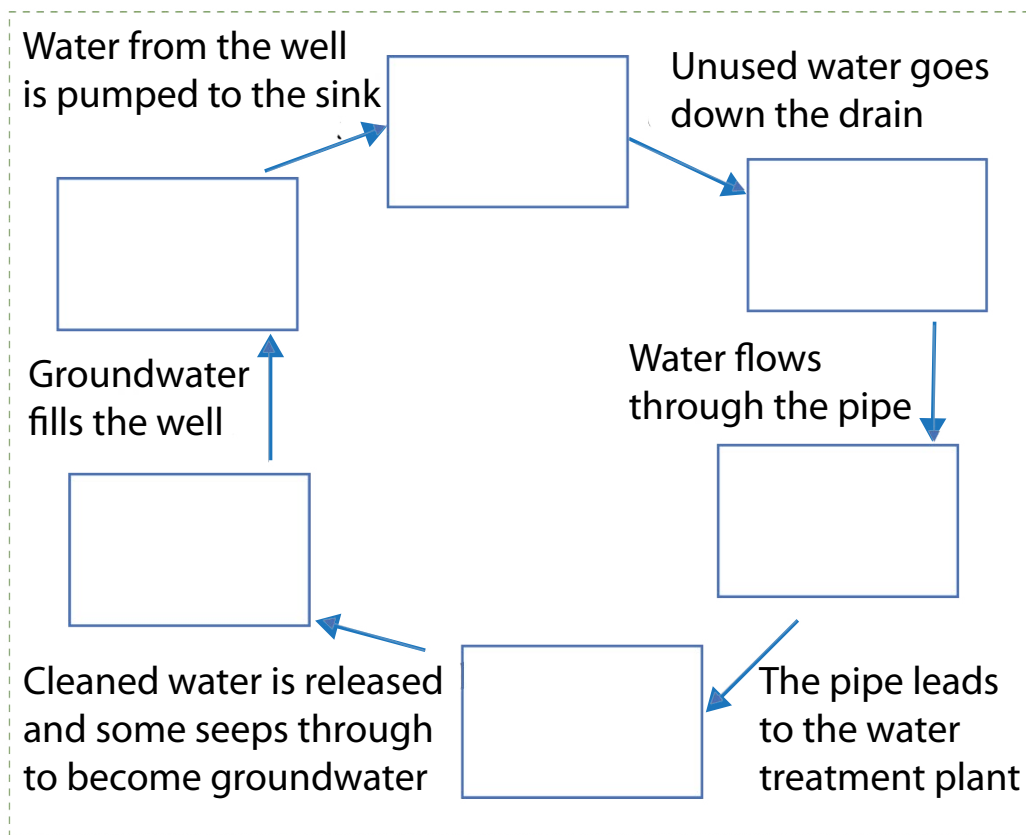 Water from the well
is pumped to the sink
Unused water goes
down the drain
Water flows
through the pipe
Groundwater
fills the well
The pipe leads
to the water
treatment plant
Cleaned water is released
and some seeps through
to become groundwater